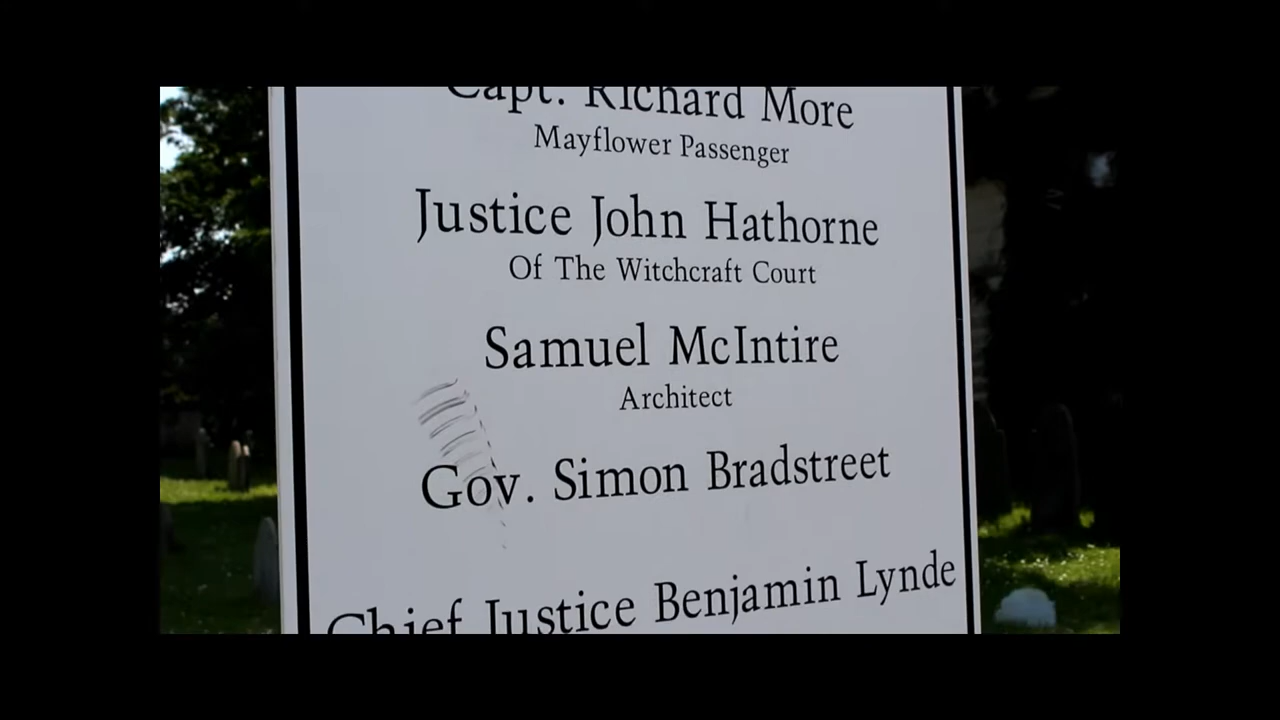 Capt. Richard More
Mayflower Passenger
Justice John Hathorne
Of The Witchcraft Court
Samuel McIntire
Architect
Gov. Simon Bradstreet
Chief Justice Benjamin Lynde